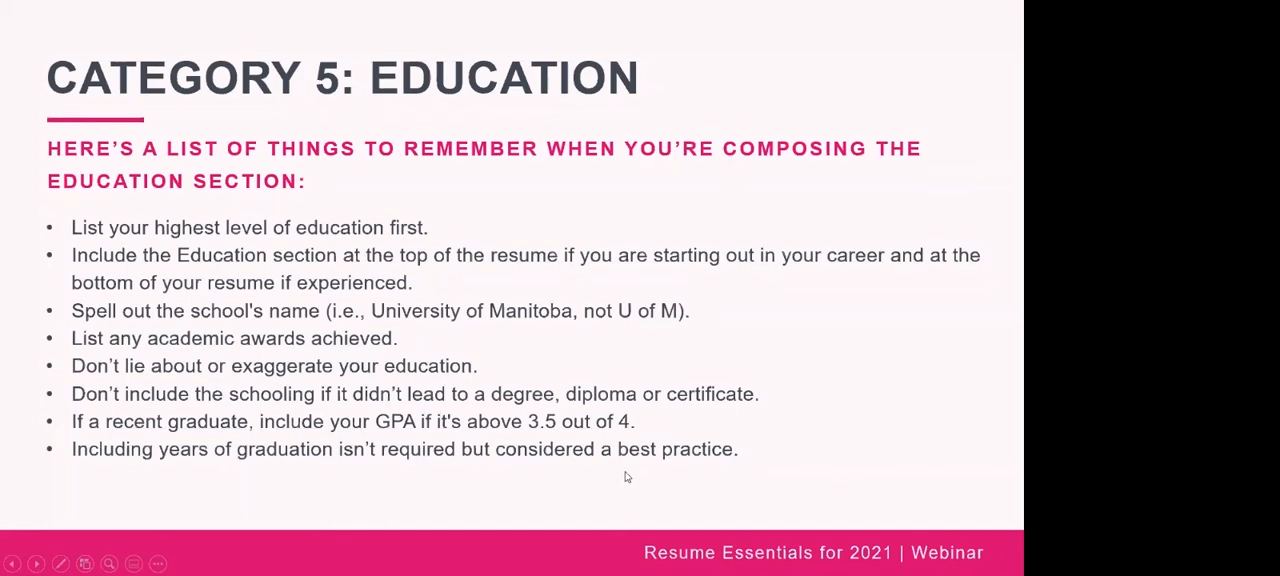 CATEGORY 5: EDUCATION
HERE’S A LIST OF THINGS TO REMEMBER WHEN YOU’RE COMPOSING THE
EDUCATION SECTION:
• List your highest level of education first.
• Include the Education section at the top of the resume if you are starting out in your career and at the
bottom of your resume if experienced.
• Spell out the school's name (i.e., University of Manitoba, not U of M).
• List any academic awards achieved.
• Don’t lie about or exaggerate your education.
• Don’t include the schooling if it didn’t lead to a degree, diploma or certificate.
• If a recent graduate, include your GPA if it's above 3.5 out of 4.
• Including years of graduation isn’t required but considered a best practice.
Resume Essentials for 2021 | Webinar